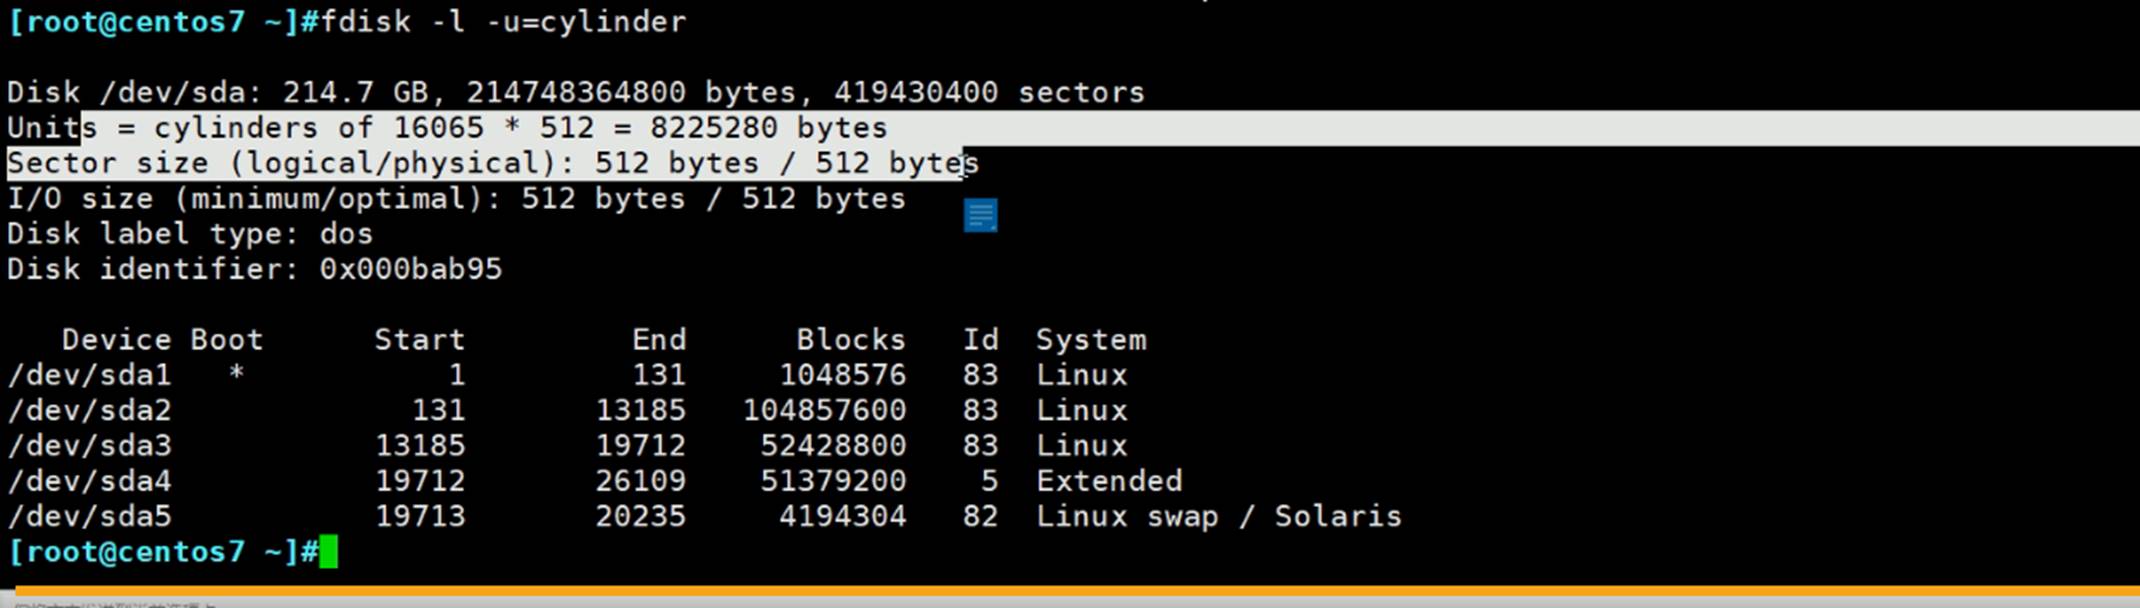 [root@centos7 ~]#fdisk -l -u=cylinder
Disk /dev/sda: 214.7 GB, 214748364800 bytes, 419430400 sectors
Units = cylinders of 16065 * 512 = 8225280 bytes
Sector size (logical/physical): 512 bytes / 512 bytes
I/O size (minimum/optimal): 512 bytes / 512 bytes
Disk label type: dos
Disk identifier: 0x000bab95
Device Boot Start End Blocks Id System
/dev/sda1 * 1 131 1048576 83 Linux
/dev/sda2 131 13185 104857600 83 Linux
/dev/sda3 13185 19712 52428800 83 Linux
/dev/sda4 19712 26109 51379200 5 Extended
/dev/sda5 19713 20235 4194304 82 Linux swap / Solaris
[root@centos7 ~]#